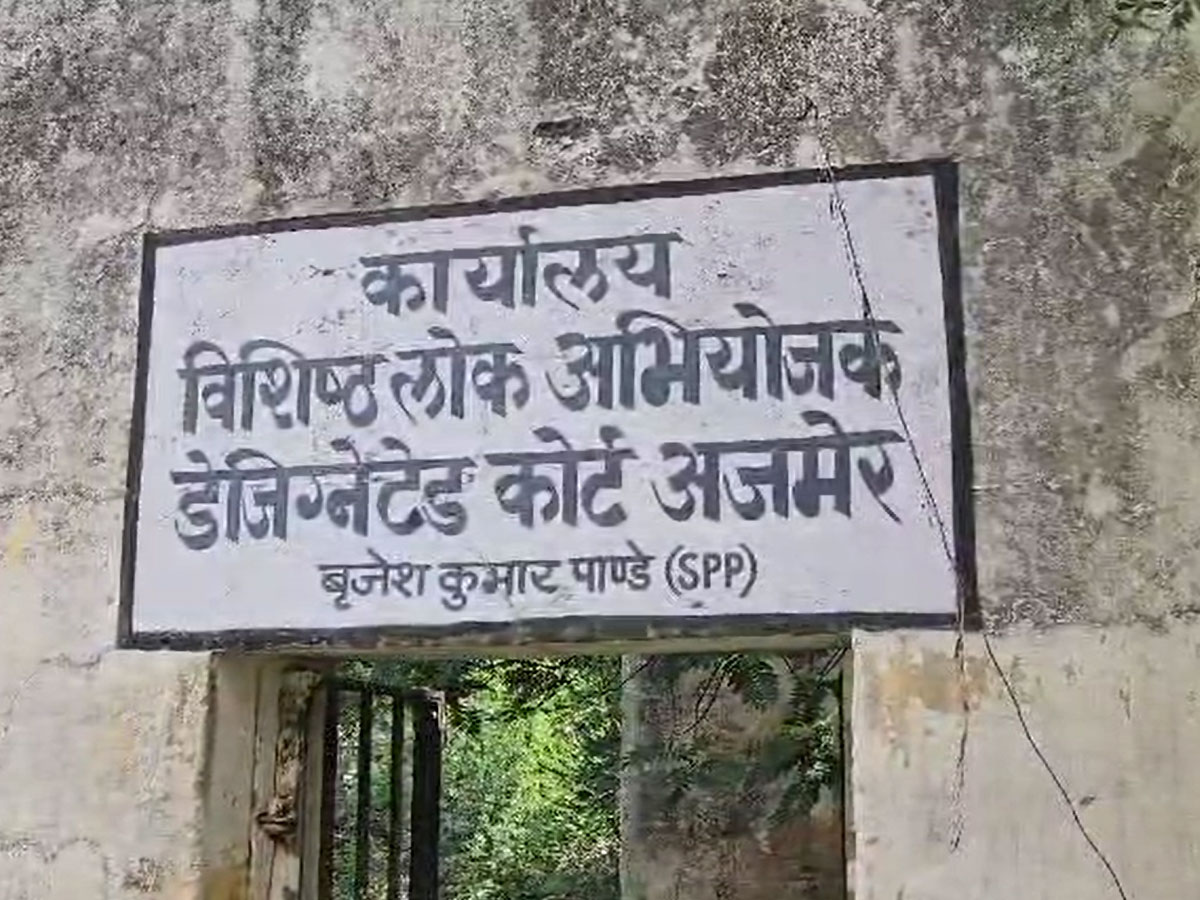 कार्यालय
विशिष्ठ लोक अभियोजक
डेजिग्नेटेड कोर्ट अजमेर
बृजेश कुमार पाण्डे (SPP)